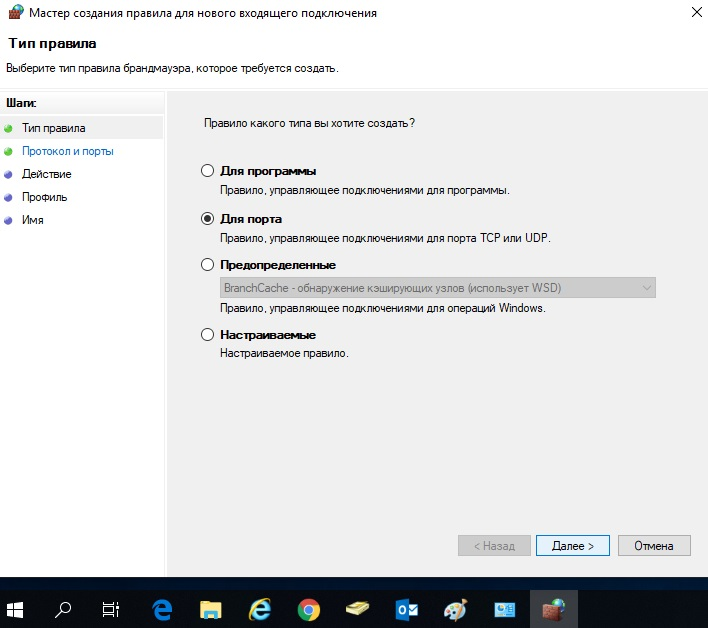 Мастер создания правила для нового входящего подключения
Тип правила
Выберите тип правила брандмауэра, которое требуется создать.
Шаги:
Тип правила
Протокол и порты
Действие
Профиль
Имя
Правило какого типа вы хотите создать?
Для программы
Правило, управляющее подключениями для программы.
Для порта
Правило, управляющее подключениями для порта TCP или UDP.
Предопределенные
BranchCache - обнаружение кэширующих узлов (использует WSD)
Правило, управляющее подключениями для операций Windows.
Настраиваемые
Настраиваемое правило.
< Назад
Далее >
Отмена